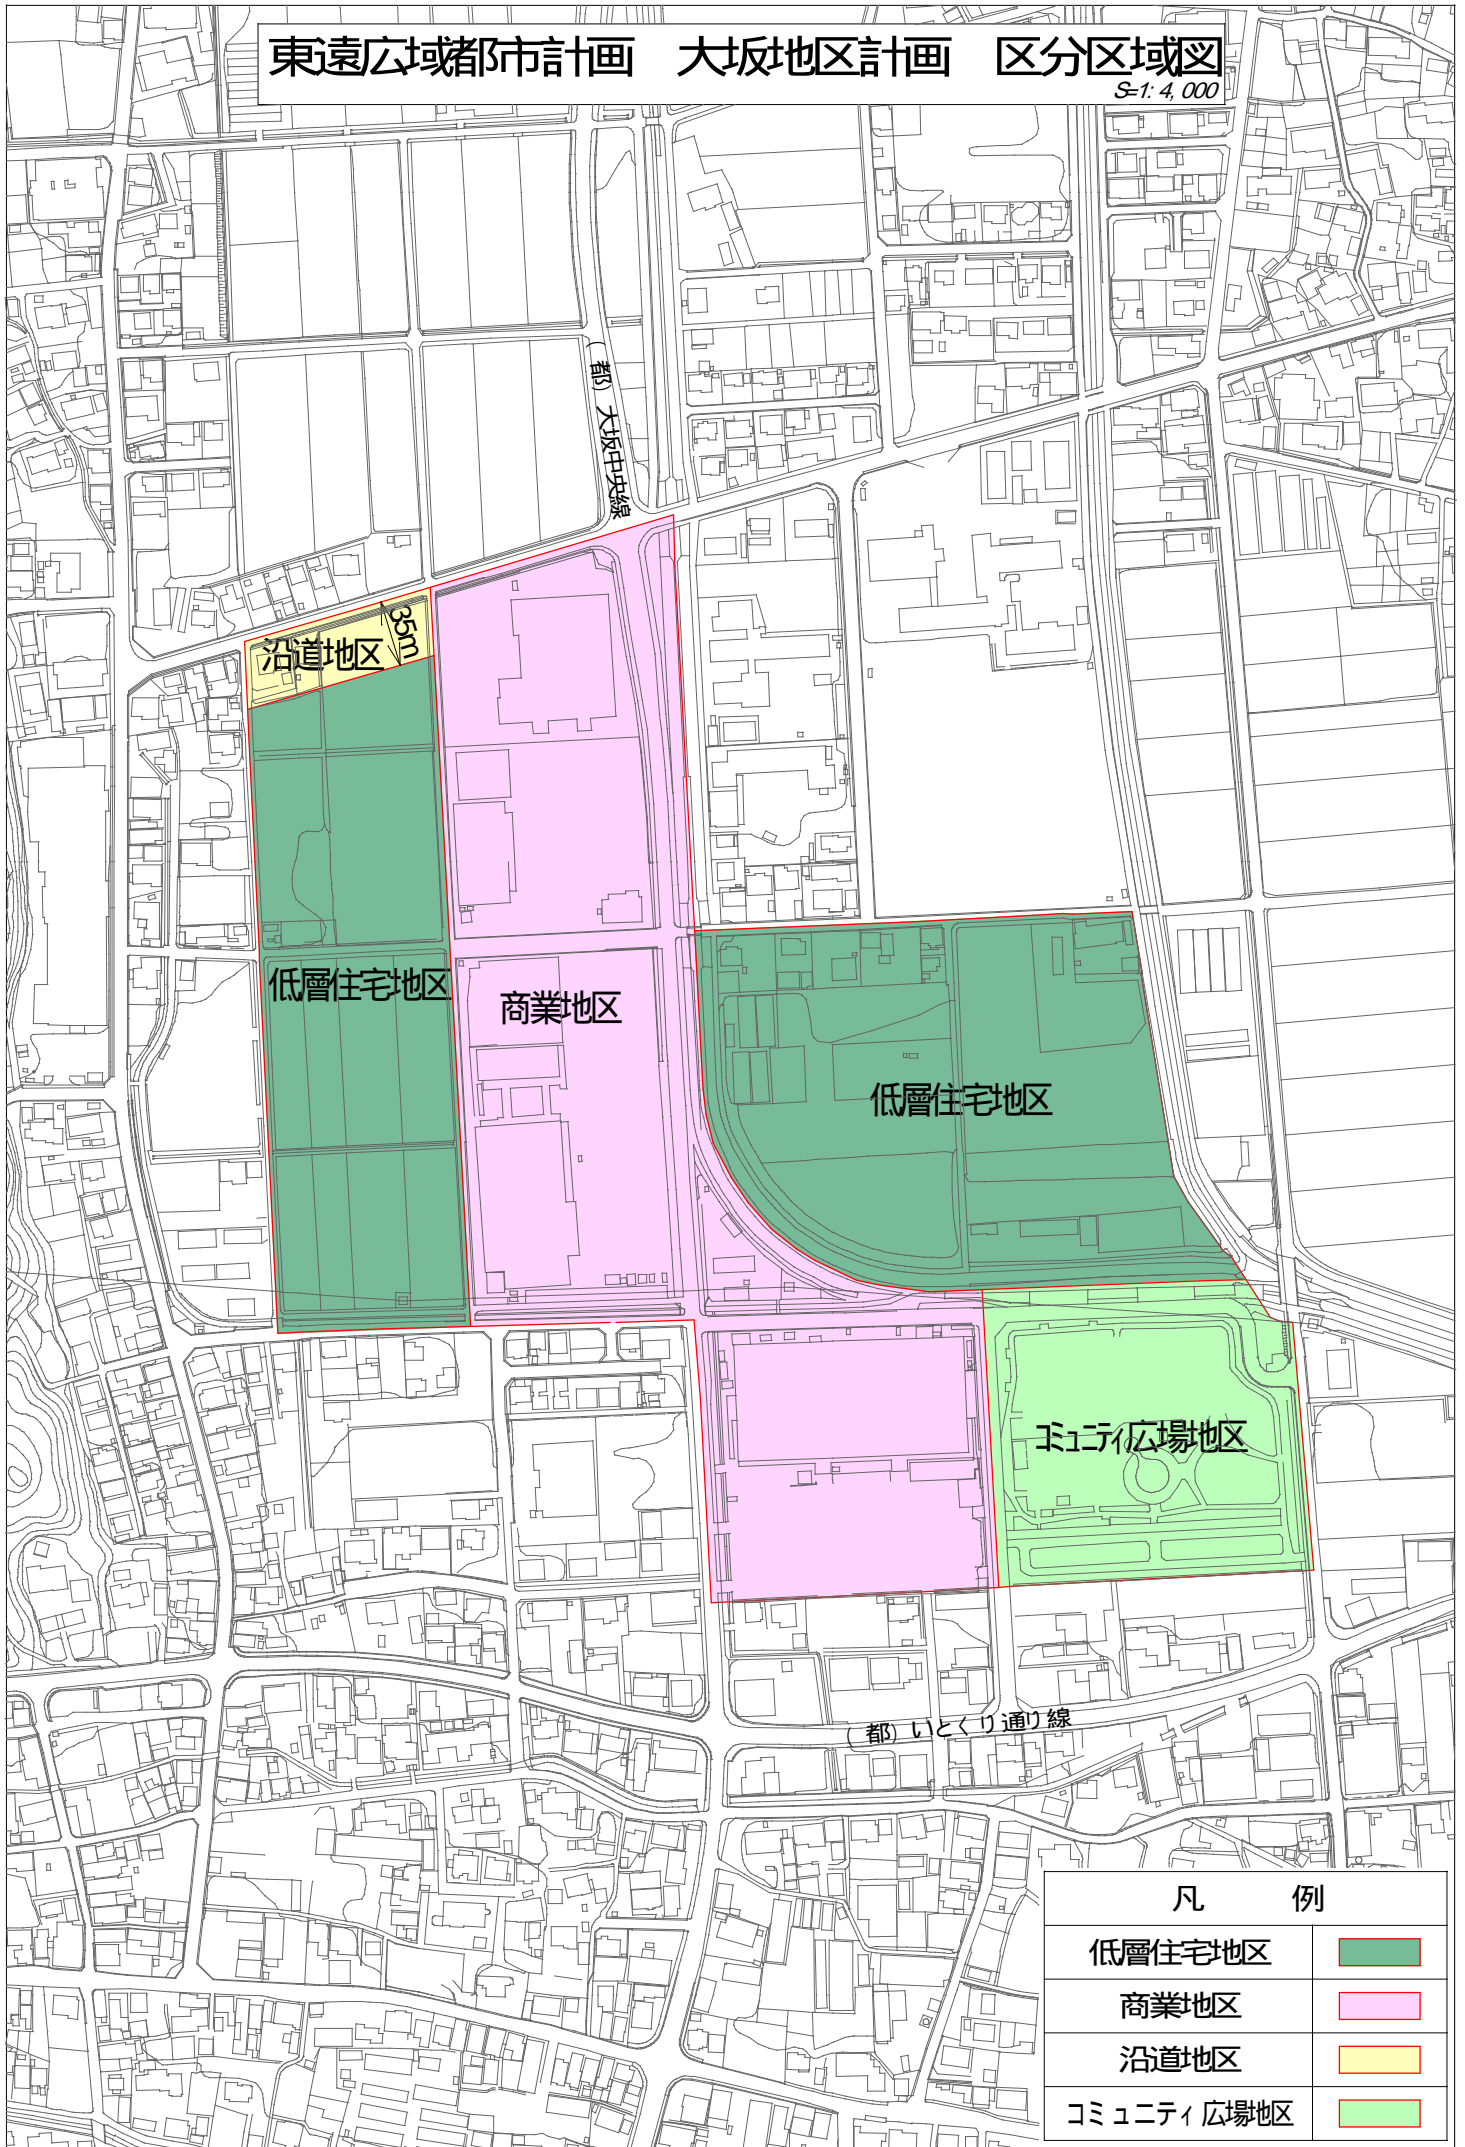 東遠広域都市計画　大坂地区計画　区分区域図
S=1:4,000
(都)大坂中央線
35m
沿道地区
低層住宅地区
商業地区
低層住宅地区
コミュニティ広場地区
(都)いとくり通り線
凡　例
低層住宅地区
商業地区
沿道地区
コミュニティ広場地区